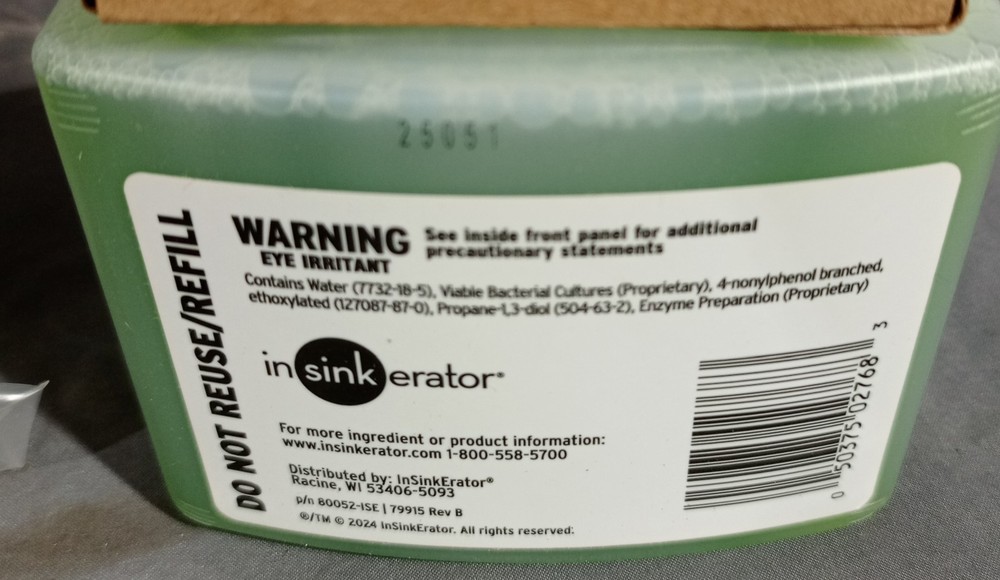 25051
DO NOT REUSE/REFILL
WARNING
EYE IRRITANT
See inside front panel for additional
precautionary statements
Contains Water (7732-18-5), Viable Bacterial Cultures (Proprietary), 4-nonylphenol branched,
ethoxylated (127087-87-0), Propane-1,3-diol (504-63-2), Enzyme Preparation (Proprietary)
insinkerator®
For more ingredient or product information:
www.insinkerator.com 1-800-558-5700
Distributed by: InSinkErator®
Racine, WI 53406-5093
p/n 80052-ISE | 79915 Rev B
®/TM © 2024 InSinkErator. All rights reserved.
0 50375 02768 3